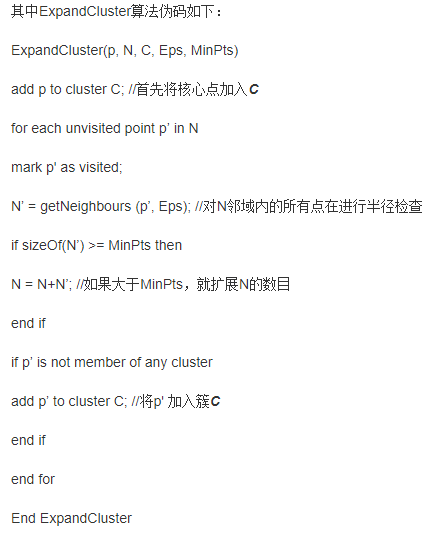 其中ExpandCluster算法伪码如下：
ExpandCluster(p, N, C, Eps, MinPts)
add p to cluster C; //首先将核心点加入C
for each unvisited point p’ in N
mark p' as visited;
N’ = getNeighbours (p’, Eps); //对N邻域内的所有点在进行半径检查
if sizeOf(N’) >= MinPts then
N = N+N’; //如果大于MinPts，就扩展N的数目
end if
if p’ is not member of any cluster
add p’ to cluster C; //将p' 加入簇C
end if
end for
End ExpandCluster